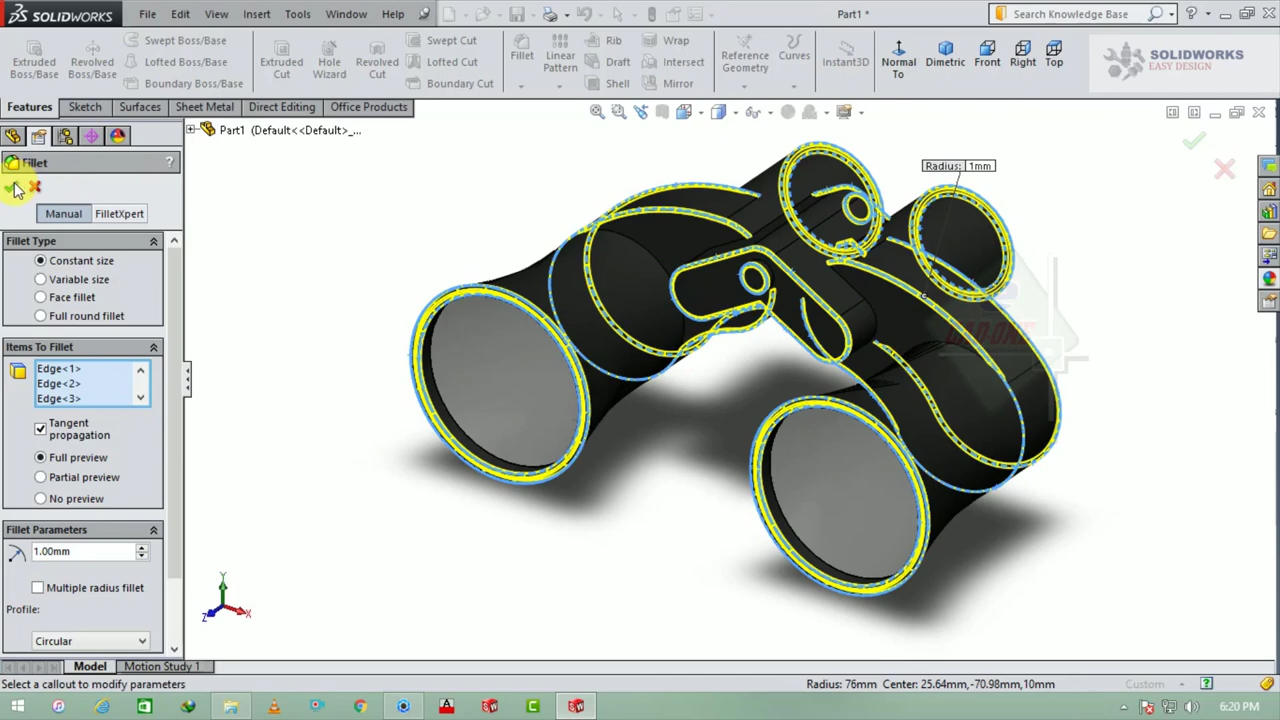 SOLIDWORKS File Edit View Insert Tools Window Help Part1 * Search Knowledge Base
Extruded Boss/Base Revolved Boss/Base Swept Boss/Base Lofted Boss/Base Boundary Boss/Base Extruded Cut Hole Wizard Revolved Cut Swept Cut Lofted Cut Boundary Cut Fillet Linear Pattern Rib Draft Shell Wrap Intersect Mirror Reference Geometry Curves Instant3D Normal To Dimetric Front Right Top
SOLIDWORKS
EASY DESIGN
Features Sketch Surfaces Sheet Metal Direct Editing Office Products
Part1 (Default<<Default>_...
Fillet ?
Manual FilletXpert
Fillet Type
Constant size
Variable size
Face fillet
Full round fillet
Items To Fillet
Edge<1>
Edge<2>
Edge<3>
Tangent
propagation
Full preview
Partial preview
No preview
Fillet Parameters
1.00mm
Multiple radius fillet
Profile:
Circular
Radius: 1mm
Y
X
Z
Model Motion Study 1
Select a callout to modify parameters Radius: 76mm Center: 25.64mm,-70.98mm,10mm Custom
6:20 PM